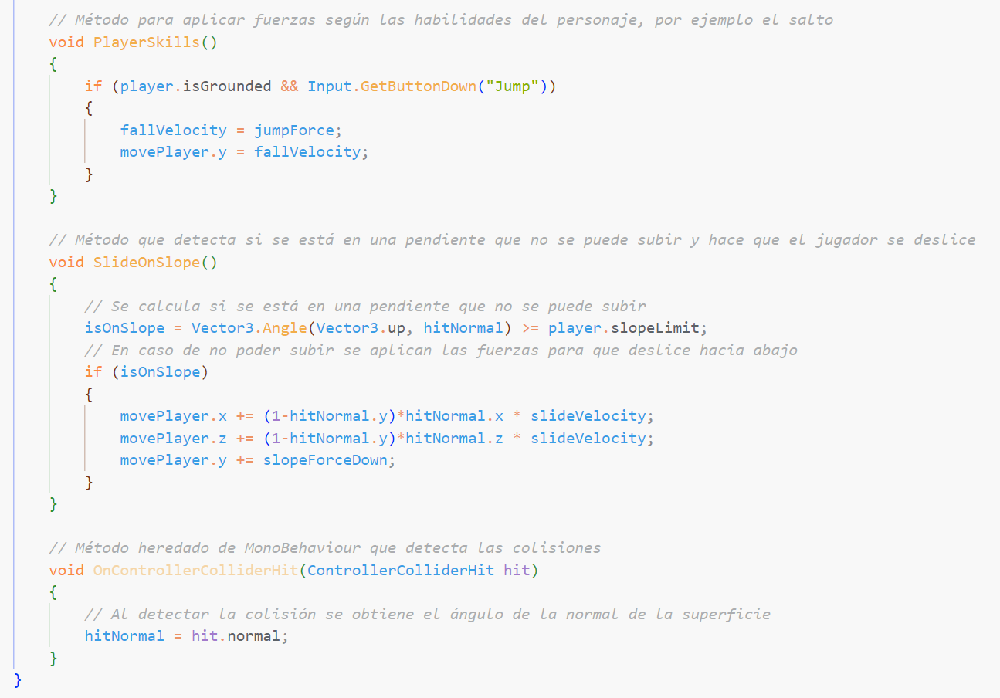 // Método para aplicar fuerzas según las habilidades del personaje, por ejemplo el salto
void PlayerSkills()
{
if (player.isGrounded && Input.GetButtonDown("Jump"))
{
fallVelocity = jumpForce;
movePlayer.y = fallVelocity;
}
}
// Método que detecta si se está en una pendiente que no se puede subir y hace que el jugador se deslice
void SlideOnSlope()
{
// Se calcula si se está en una pendiente que no se puede subir
isOnSlope = Vector3.Angle(Vector3.up, hitNormal) >= player.slopeLimit;
// En caso de no poder subir se aplican las fuerzas para que deslice hacia abajo
if (isOnSlope)
{
movePlayer.x += (1-hitNormal.y)*hitNormal.x * slideVelocity;
movePlayer.z += (1-hitNormal.y)*hitNormal.z * slideVelocity;
movePlayer.y += slopeForceDown;
}
}
// Método heredado de MonoBehaviour que detecta las colisiones
void OnControllerColliderHit(ControllerColliderHit hit)
{
// Al detectar la colisión se obtiene el ángulo de la normal de la superficie
hitNormal = hit.normal;
}
}